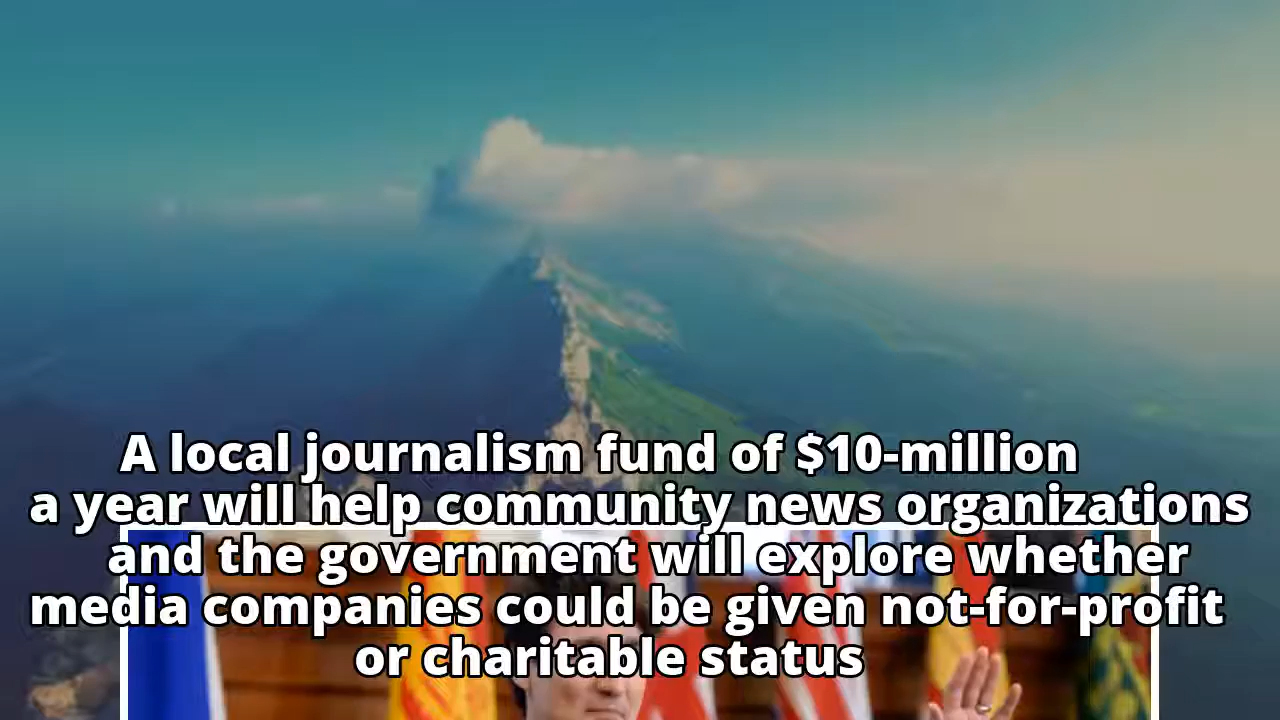 A local journalism fund of $10-million
a year will help community news organizations
and the government will explore whether
media companies could be given not-for-profit
or charitable status